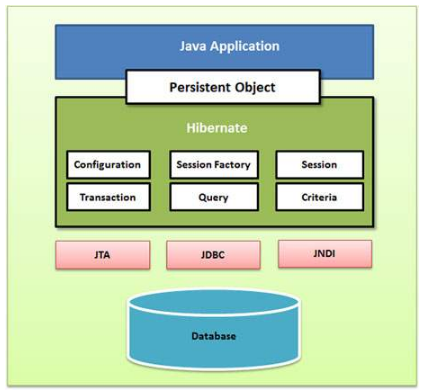 Java Application
Persistent Object
Hibernate
Configuration Session Factory Session
Transaction Query Criteria
JTA JDBC JNDI
Database